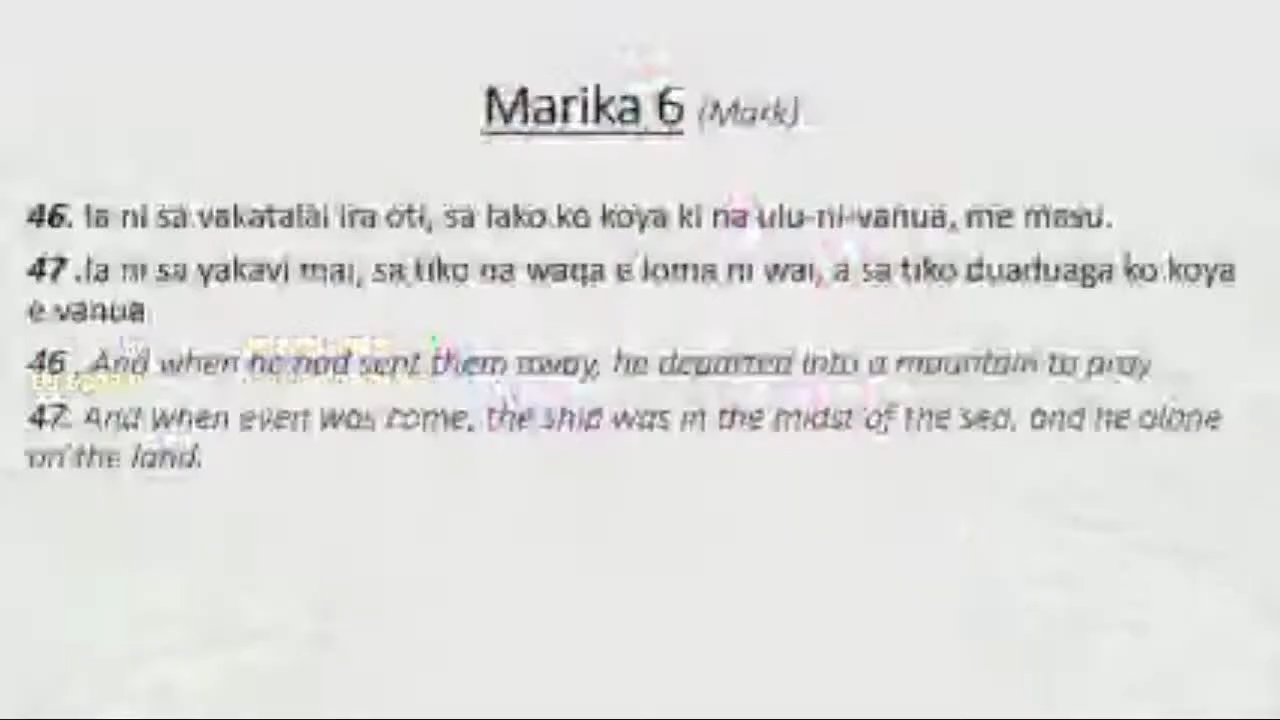 Marika 6 (Mark)
46. Ia ni sa vakatalai ira oti, sa lako ko koya ki na ulu-ni-vanua, me masu.
47 .Ia ni sa yakavi mai, sa tiko na waqa e loma ni wai, a sa tiko duaduaga ko koya
e vanua
46 . And when he had sent them away, he departed into a mountain to pray
47. And when even was come, the ship was in the midst of the sea, and he alone
on the land.